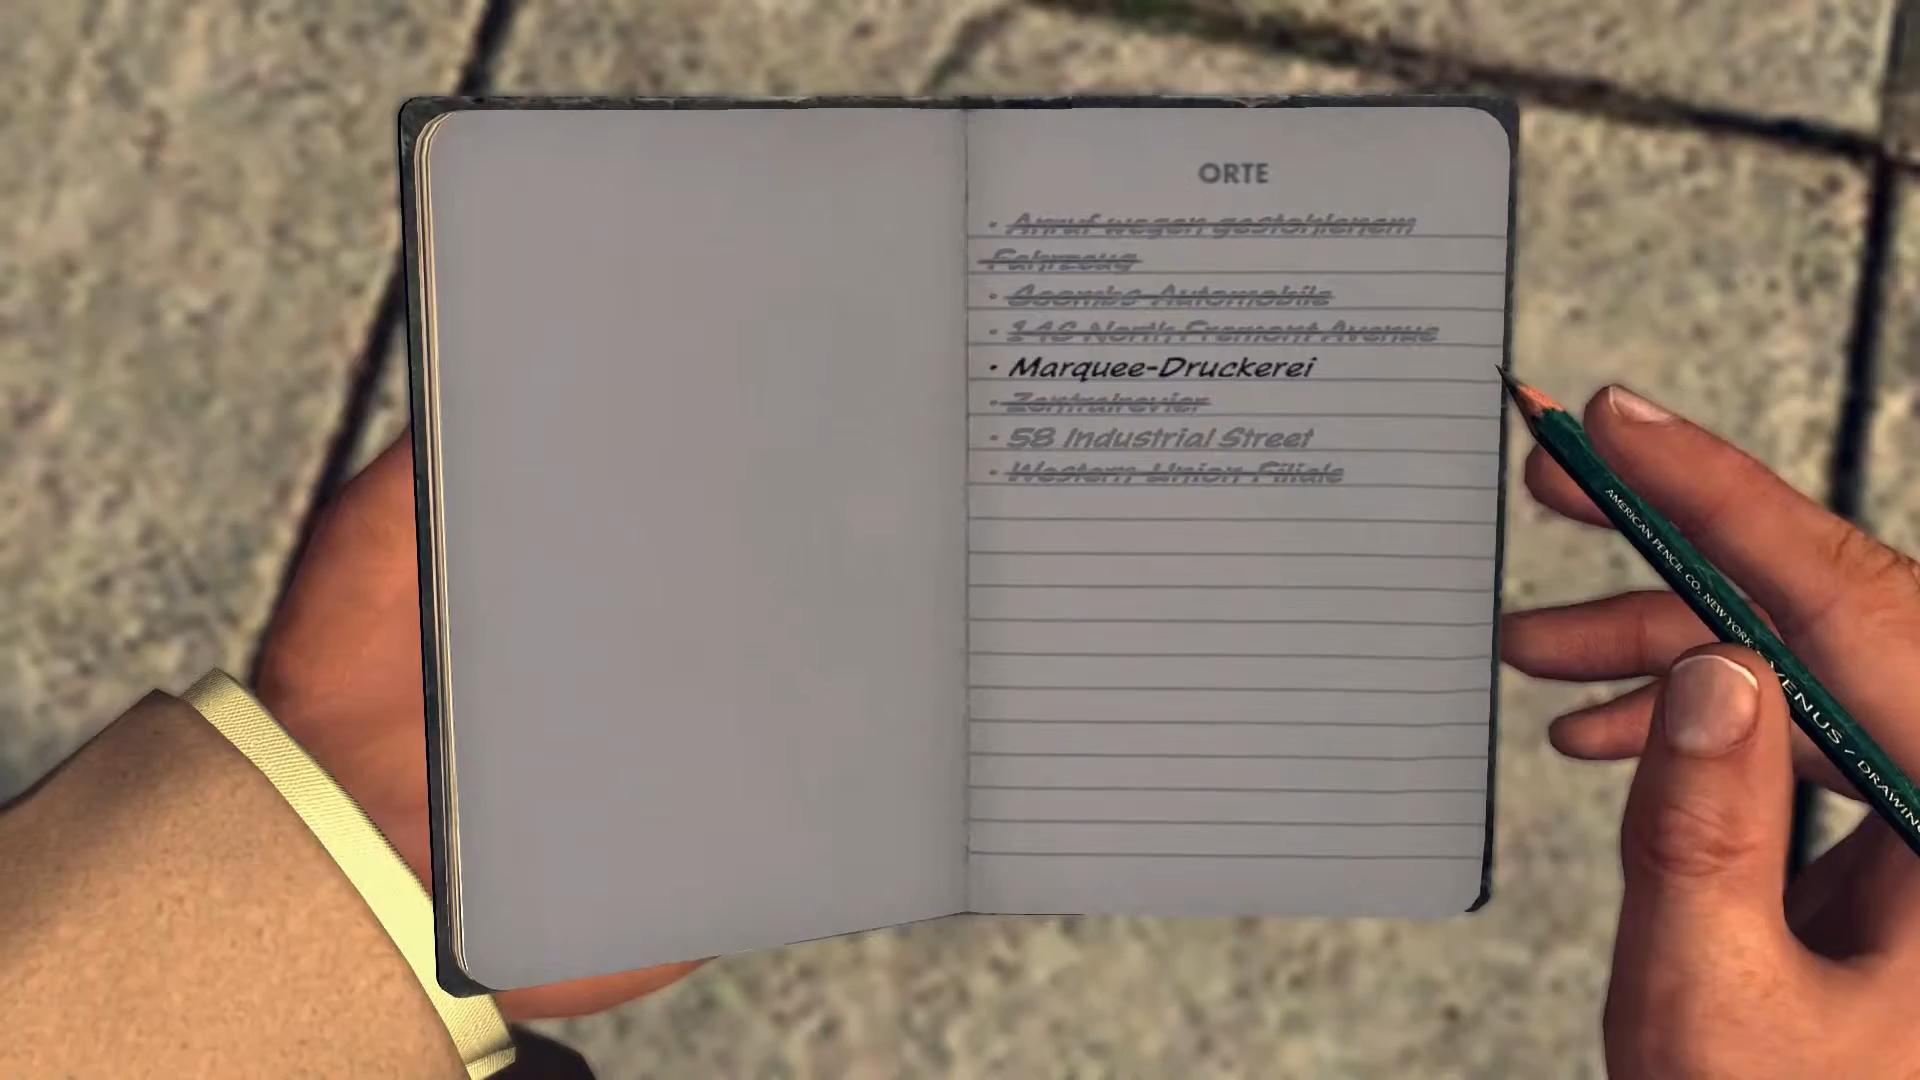 ORTE
• Anruf wegen gestohlenem
Fahrzeug
• Coombs Automobile
• 146 North Fremont Avenue
• Marquee-Druckerei
• Zentralrevier
• 58 Industrial Street
• Western Union Filiale
AMERICAN PENCIL CO. NEW YORK VENUS / DRAWING